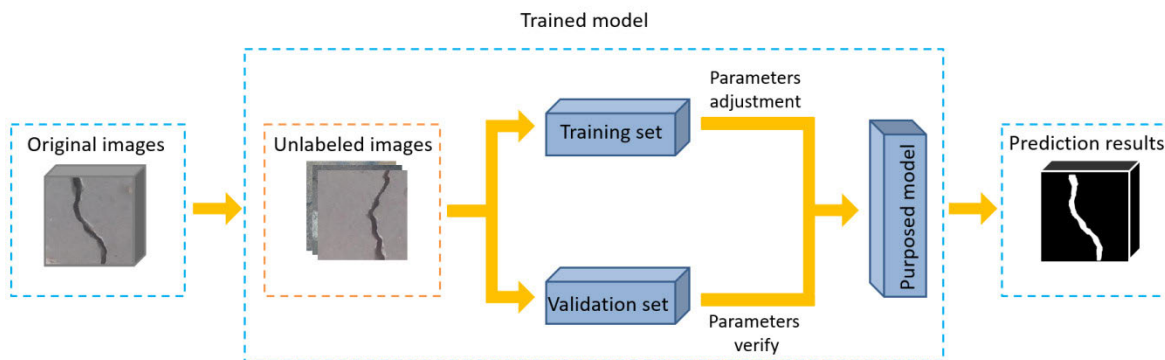 Trained model
Original images
Unlabeled images
Training set
Parameters
adjustment
Validation set
Parameters
verify
Purposed model
Prediction results